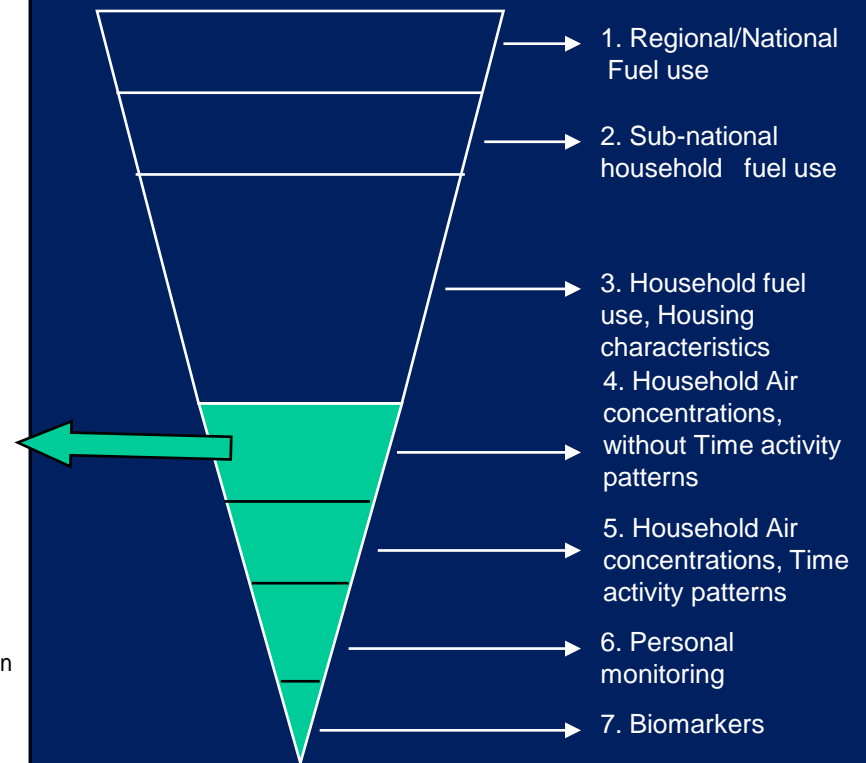 1. Regional/National
Fuel use
2. Sub-national
household fuel use
3. Household fuel
use, Housing
characteristics
4. Household Air
concentrations,
without Time activity
patterns
5. Household Air
concentrations, Time
activity patterns
6. Personal
monitoring
n
7. Biomarkers